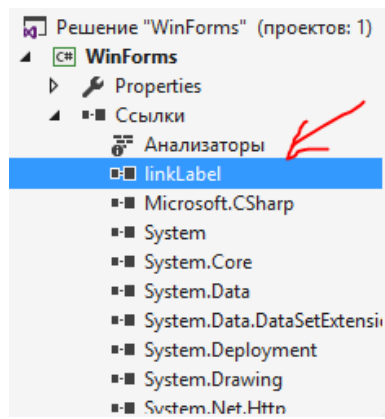 Решение "WinForms" (проектов: 1)
C# WinForms
Properties
Ссылки
Анализаторы
linkLabel
Microsoft.CSharp
System
System.Core
System.Data
System.Data.DataSetExtensi
System.Deployment
System.Drawing
System.Net.Http